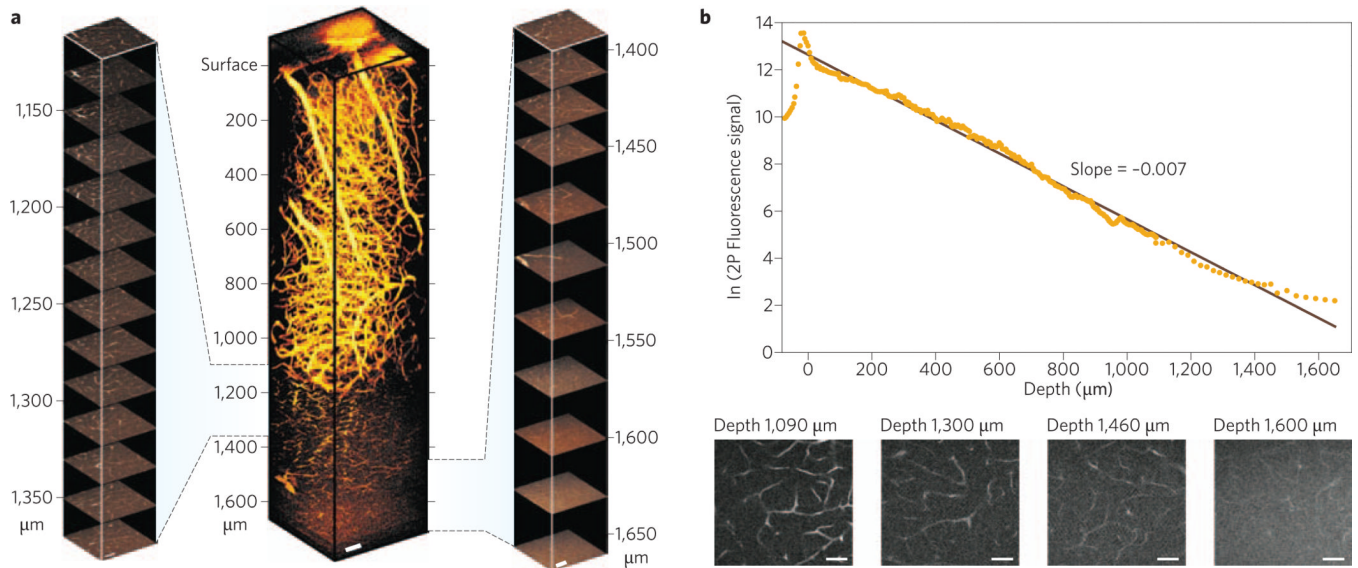 a
1,150
1,200
1,250
1,300
1,350
μm
Surface
200
400
600
800
1,000
1,200
1,400
1,600
μm
1,400
1,450
1,500
1,550
1,600
1,650
μm
b
14
12
10
8
6
4
2
0
ln (2P Fluorescence signal)
Slope = –0.007
0 200 400 600 800 1,000 1,200 1,400 1,600
Depth (μm)
Depth 1,090 μm
Depth 1,300 μm
Depth 1,460 μm
Depth 1,600 μm